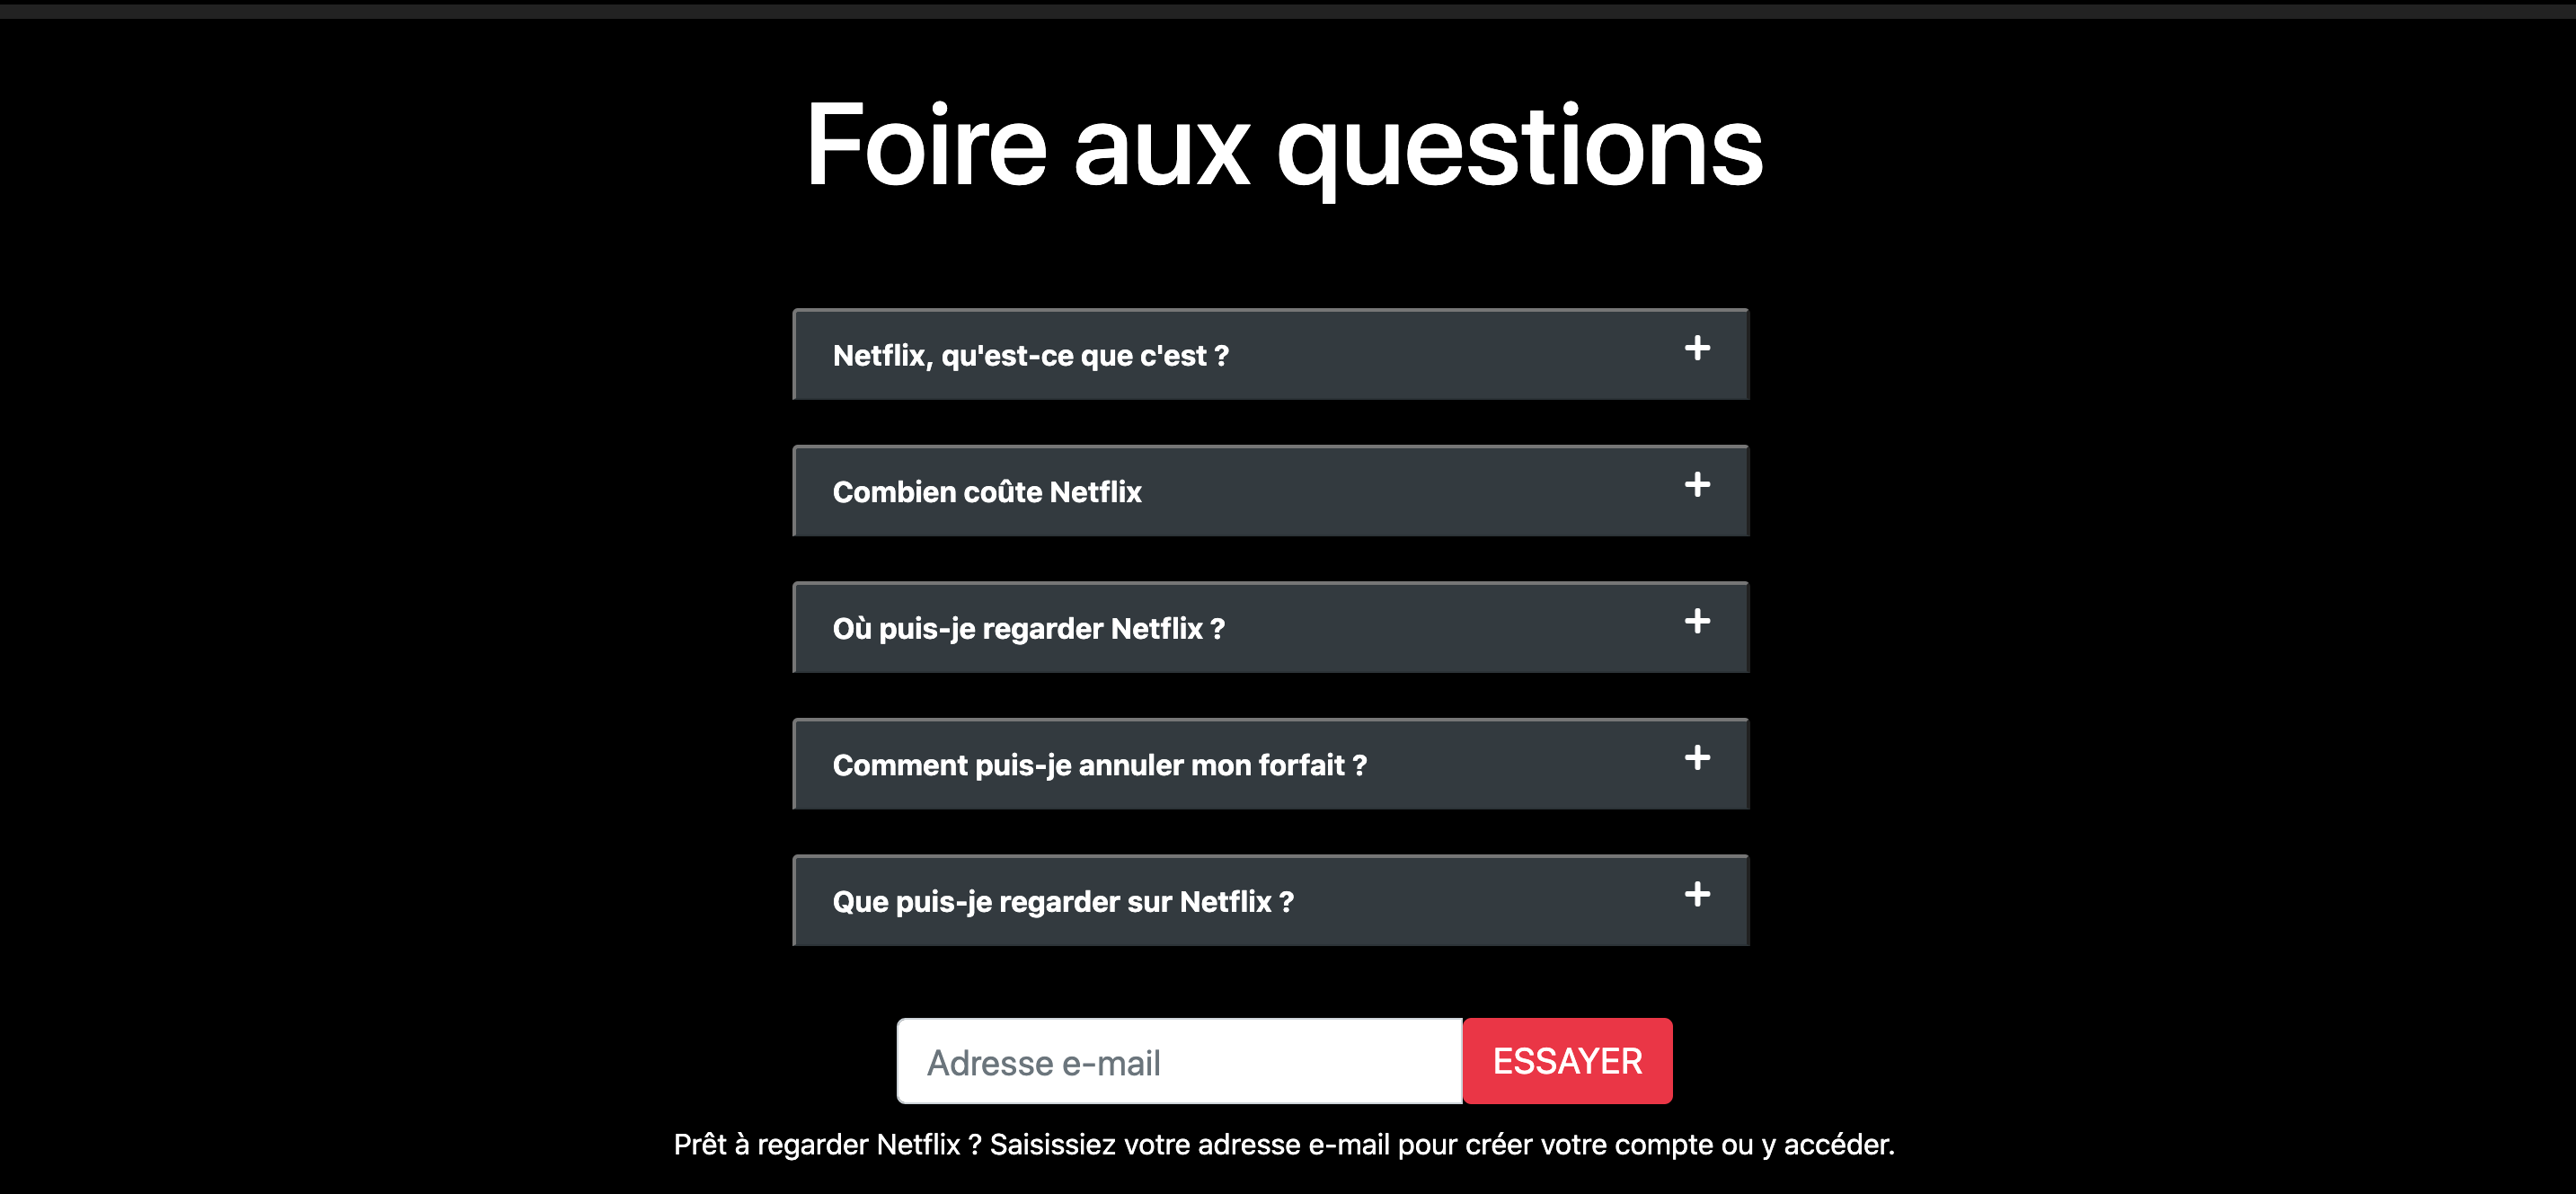 Foire aux questions
Netflix, qu'est-ce que c'est ?
Combien coûte Netflix
Où puis-je regarder Netflix ?
Comment puis-je annuler mon forfait ?
Que puis-je regarder sur Netflix ?
Adresse e-mail ESSAYER
Prêt à regarder Netflix ? Saisissiez votre adresse e-mail pour créer votre compte ou y accéder.